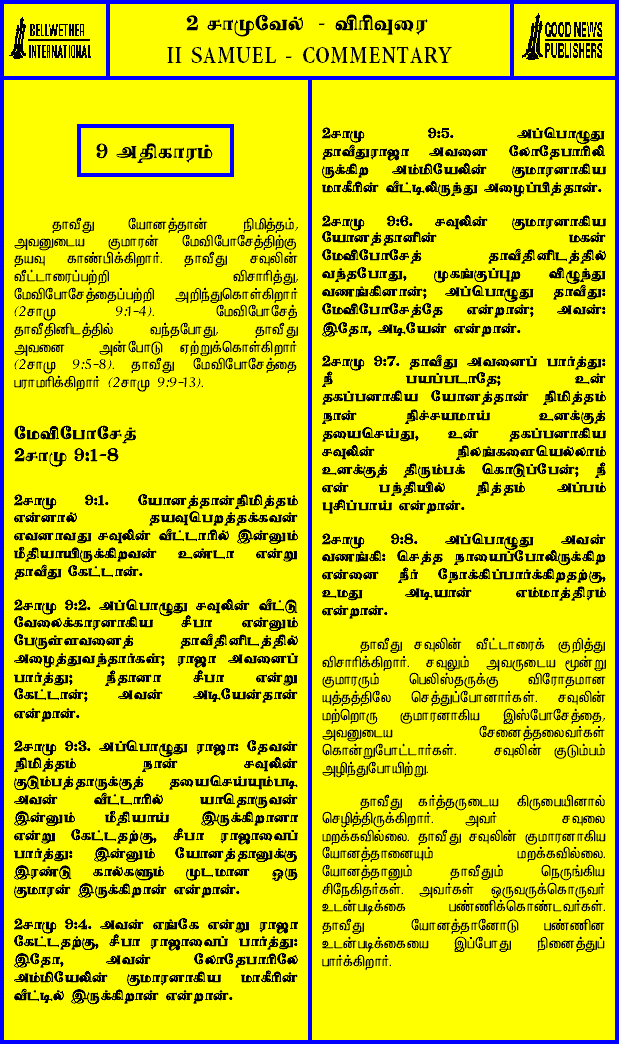 BELLWETHER
INTERNATIONAL
2 சாமுவேல் - விரிவுரை
II SAMUEL - COMMENTARY
GOOD NEWS
PUBLISHERS
9 அதிகாரம்
தாவீது யோனத்தான் நிமித்தம்,
அவனுடைய குமாரன் மேவிபோசேத்திற்கு
தயவு காண்பிக்கிறார். தாவீது சவுலின்
வீட்டாரைப்பற்றி விசாரித்து,
மேவிபோசேத்தைப்பற்றி அறிந்துகொள்கிறார்
(2சாமு 9:1-4). மேவிபோசேத்
தாவீதினிடத்தில் வந்தபோது, தாவீது
அவனை அன்போடு ஏற்றுக்கொள்கிறார்
(2சாமு 9:5-8). தாவீது மேவிபோசேத்தை
பராமரிக்கிறார் (2சாமு 9:9-13).
மேவிபோசேத்
2சாமு 9:1-8
2சாமு 9:1. யோனத்தான்நிமித்தம்
என்னால் தயவுபெறத்தக்கவன்
எவனாவது சவுலின் வீட்டாரில் இன்னும்
மீதியாயிருக்கிறவன் உண்டா என்று
தாவீது கேட்டான்.
2சாமு 9:2. அப்பொழுது சவுலின் வீட்டு
வேலைக்காரனாகிய சீபா என்னும்
பேருள்ளவனைத் தாவீதினிடத்தில்
அழைத்துவந்தார்கள்; ராஜா அவனைப்
பார்த்து; நீதானா சீபா என்று
கேட்டான்; அவன் அடியேன்தான்
என்றான்.
2சாமு 9:3. அப்பொழுது ராஜா: தேவன்
நிமித்தம் நான் சவுலின்
குடும்பத்தாருக்குத் தயைசெய்யும்படி
அவன் வீட்டாரில் யாதொருவன்
இன்னும் மீதியாய் இருக்கிறானா
என்று கேட்டதற்கு, சீபா ராஜாவைப்
பார்த்து: இன்னும் யோனத்தானுக்கு
இரண்டு கால்களும் முடமான ஒரு
குமாரன் இருக்கிறான் என்றான்.
2சாமு 9:4. அவன் எங்கே என்று ராஜா
கேட்டதற்கு, சீபா ராஜாவைப் பார்த்து:
இதோ, அவன் லோதேபாரிலே
அம்மியேலின் குமாரனாகிய மாகீரின்
வீட்டில் இருக்கிறான் என்றான்.
2சாமு 9:5. அப்பொழுது
தாவீதுராஜா அவனை லோதேபாரிலி
ருக்கிற அம்மியேலின் குமாரனாகிய
மாகீரின் வீட்டிலிருந்து அழைப்பித்தான்.
2சாமு 9:6. சவுலின் குமாரனாகிய
யோனத்தானின் மகன்
மேவிபோசேத் தாவீதினிடத்தில்
வந்தபோது, முகங்குப்புற விழுந்து
வணங்கினான்; அப்பொழுது தாவீது:
மேவிபோசேத்தே என்றான்; அவன்:
இதோ, அடியேன் என்றான்.
2சாமு 9:7. தாவீது அவனைப் பார்த்து:
நீ பயப்படாதே; உன்
தகப்பனாகிய யோனத்தான் நிமித்தம்
நான் நிச்சயமாய் உனக்குத்
தயைசெய்து, உன் தகப்பனாகிய
சவுலின் நிலங்களையெல்லாம்
உனக்குத் திரும்பக் கொடுப்பேன்; நீ
என் பந்தியில் நித்தம் அப்பம்
புசிப்பாய் என்றான்.
2சாமு 9:8. அப்பொழுது அவன்
வணங்கி: செத்த நாயைப்போலிருக்கிற
என்னை நீர் நோக்கிப்பார்க்கிறதற்கு,
உமது அடியான் எம்மாத்திரம்
என்றான்.
தாவீது சவுலின் வீட்டாரைக் குறித்து
விசாரிக்கிறார். சவுலும் அவருடைய மூன்று
குமாரரும் பெலிஸ்தருக்கு விரோதமான
யுத்தத்திலே செத்துப்போனார்கள். சவுலின்
மற்றொரு குமாரனாகிய இஸ்போசேத்தை,
அவனுடைய சேனைத்தலைவர்கள்
கொன்றுபோட்டார்கள். சவுலின் குடும்பம்
அழிந்துபோயிற்று.
தாவீது கர்த்தருடைய கிருபையினால்
செழித்திருக்கிறார். அவர் சவுலை
மறக்கவில்லை. தாவீது சவுலின் குமாரனாகிய
யோனத்தானையும் மறக்கவில்லை.
யோனத்தானும் தாவீதும் நெருங்கிய
சிநேகிதர்கள். அவர்கள் ஒருவருக்கொருவர்
உடன்படிக்கை பண்ணிக்கொண்டவர்கள்.
தாவீது யோனத்தானோடு பண்ணின
உடன்படிக்கையை இப்போது நினைத்துப்
பார்க்கிறார்.